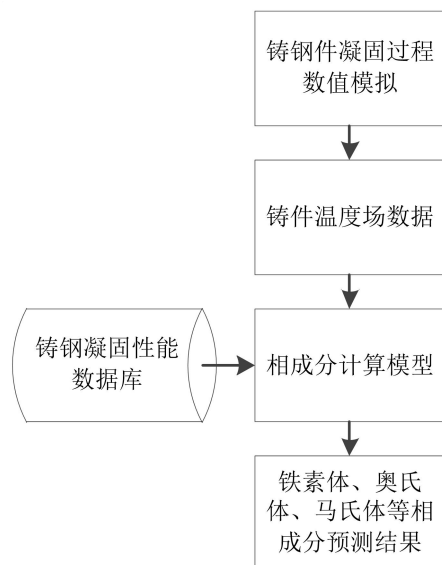 铸钢件凝固过程
数值模拟
铸件温度场数据
铸钢凝固性能
数据库
相成分计算模型
铁素体、奥氏
体、马氏体等相
成分预测结果